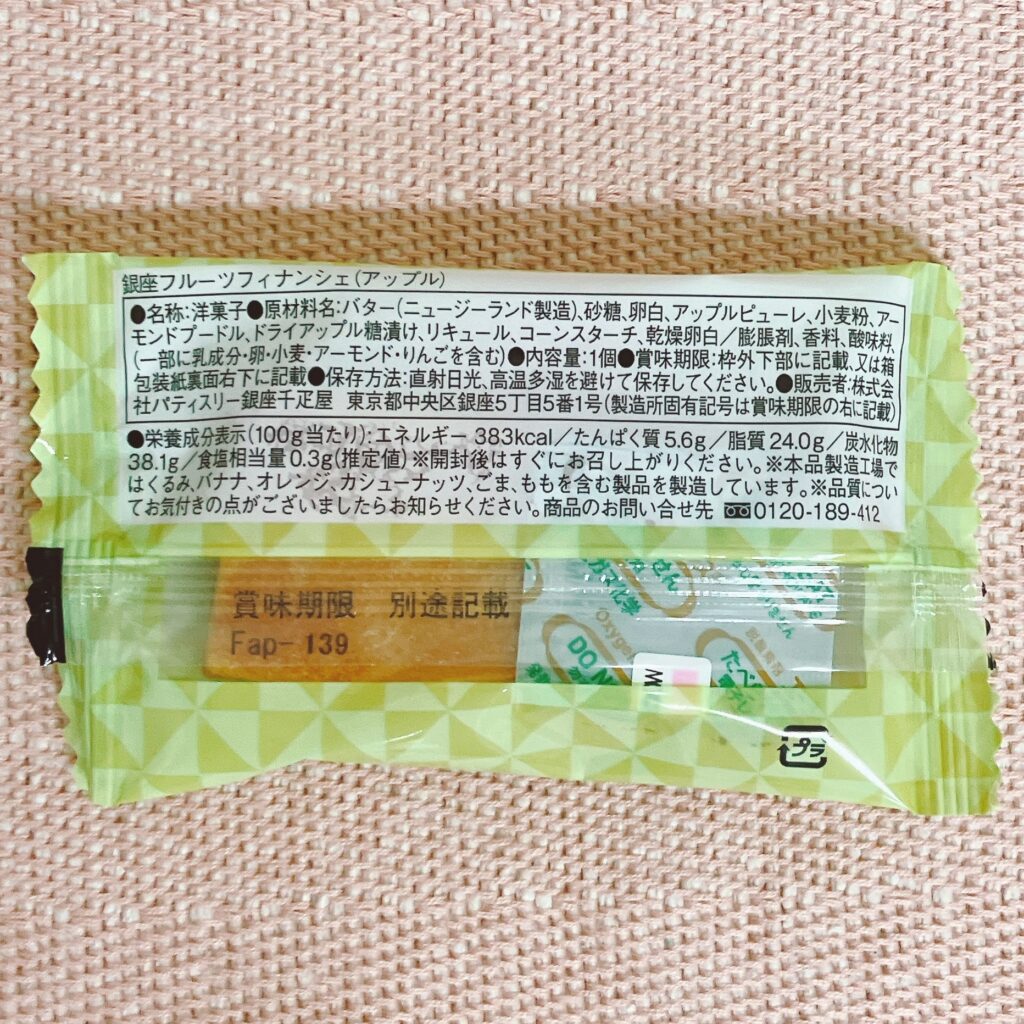 銀座フルーツフィナンシェ(アップル)
●名称:洋菓子●原材料名:バター(ニュージーランド製造)、砂糖、卵白、アップルピューレ、小麦粉、アー
モンドプードル、ドライアップル糖漬け、リキュール、コーンスターチ、乾燥卵白/膨脹剤、香料、酸味料、
(一部に乳成分・卵・小麦・アーモンド・りんごを含む)●内容量:1個●賞味期限:枠外下部に記載、又は箱
包装紙裏面右下に記載●保存方法:直射日光、高温多湿を避けて保存してください。●販売者:株式会
社パティスリー銀座千疋屋 東京都中央区銀座5丁目5番1号(製造所固有記号は賞味期限の右に記載)
●栄養成分表示(100g当たり):エネルギー 383kcal/たんぱく質 5.6g/脂質 24.0g/炭水化物
38.1g/食塩相当量 0.3g(推定値)※開封後はすぐにお召し上がりください。※本品製造工場で
はくるみ、バナナ、オレンジ、カシューナッツ、ごま、ももを含む製品を製造しています。※品質につい
てお気付きの点がございましたらお知らせください。商品のお問い合せ先 0120-189-412
賞味期限 別途記載
Fap-139
せん
ガマ化学
脱酸素剤
DO N
たべ
プラ